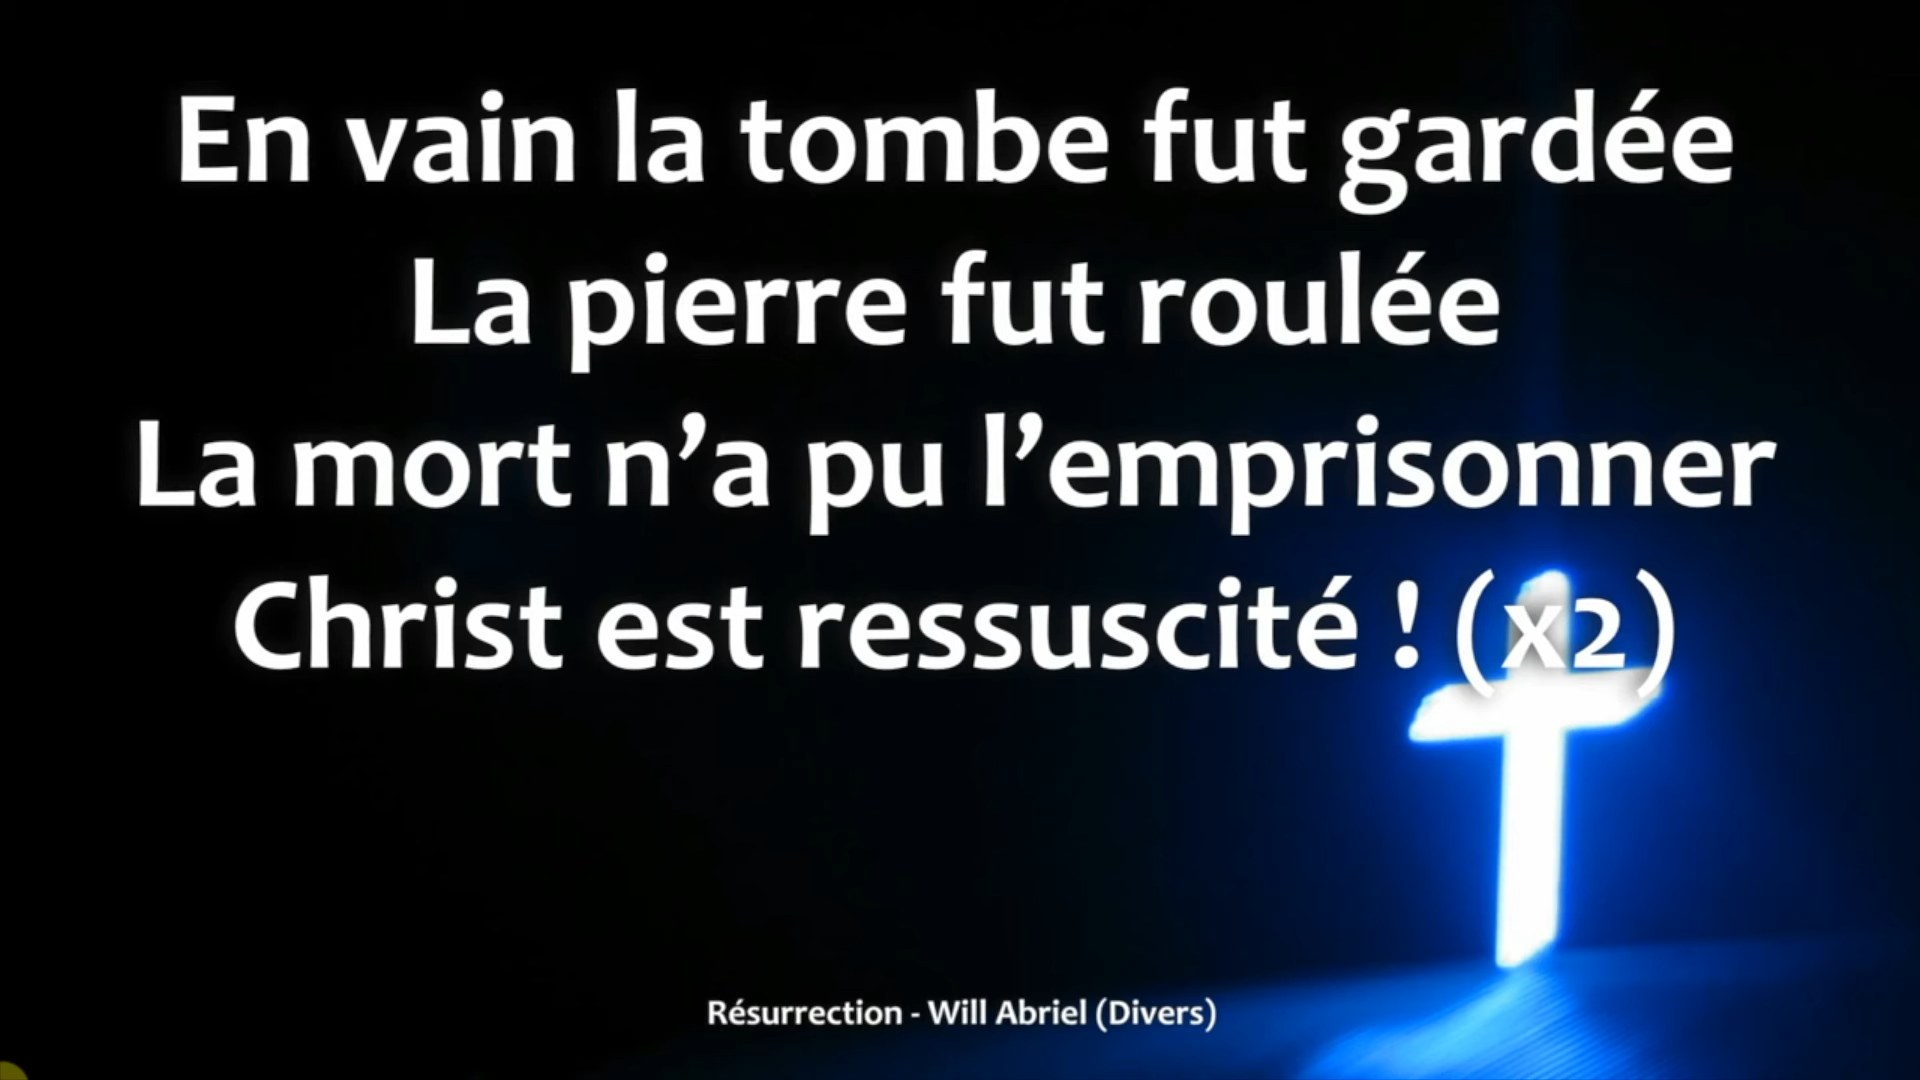 En vain la tombe fut gardée
La pierre fut roulée
La mort n’a pu l’emprisonner
Christ est ressuscité ! (x2)
Résurrection - Will Abriel (Divers)